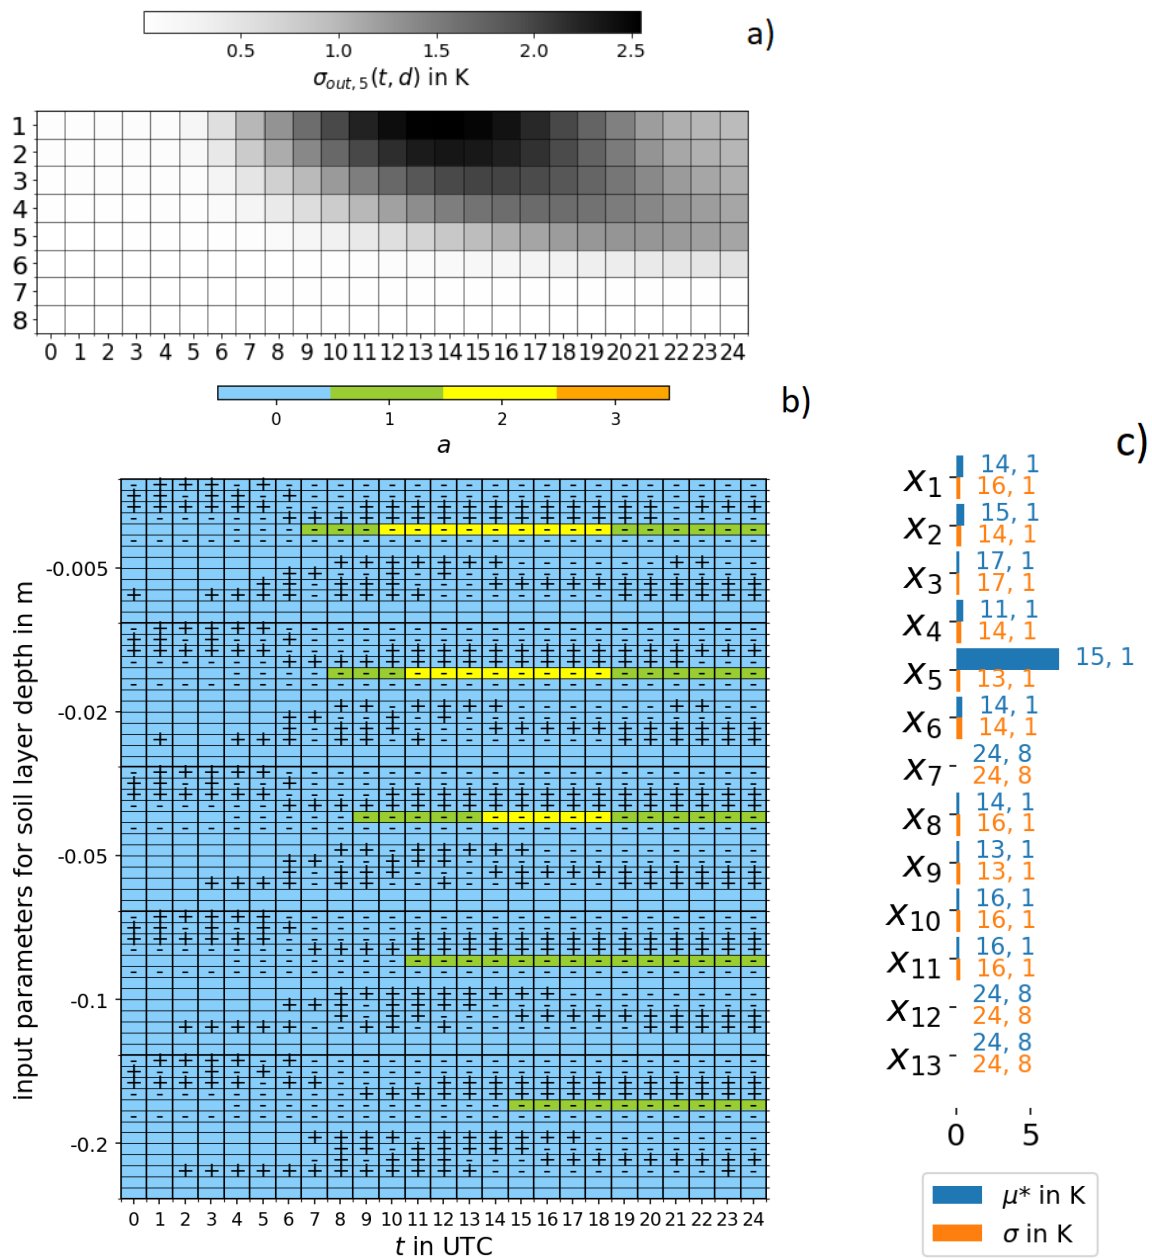 a)
0.5 1.0 1.5 2.0 2.5
σout,5(t, d) in K
1
2
3
4
5
6
7
8
0 1 2 3 4 5 6 7 8 9 10 11 12 13 14 15 16 17 18 19 20 21 22 23 24
b)
0 1 2 3
a
input parameters for soil layer depth in m
-0.005
-0.02
-0.05
-0.1
-0.2
0 1 2 3 4 5 6 7 8 9 10 11 12 13 14 15 16 17 18 19 20 21 22 23 24
t in UTC
c)
x1 14, 1
16, 1
x2 15, 1
14, 1
x3 17, 1
17, 1
x4 11, 1
14, 1
x5 15, 1
13, 1
x6 14, 1
14, 1
x7 24, 8
24, 8
x8 14, 1
16, 1
x9 13, 1
13, 1
x10 16, 1
16, 1
x11 16, 1
16, 1
x12 24, 8
24, 8
x13 24, 8
24, 8
0 5
μ* in K
σ in K